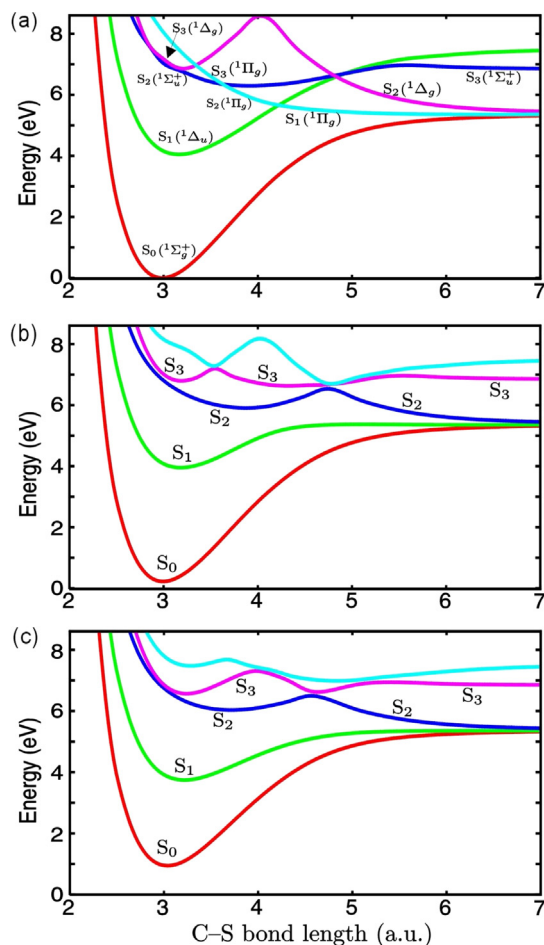 (a)
S₃(¹Δg)
S₂(¹Σu⁺)
S₃(¹Πg)
S₂(¹Πg)
S₃(¹Σu⁺)
S₂(¹Δg)
S₁(¹Πg)
S₁(¹Δu)
S₀(¹Σg⁺)
Energy (eV)
8
6
4
2
0
2 3 4 5 6 7
(b)
S₃ S₃ S₃
S₂ S₂
S₁
S₀
Energy (eV)
8
6
4
2
0
2 3 4 5 6 7
(c)
S₃ S₃
S₂ S₂
S₁
S₀
Energy (eV)
8
6
4
2
0
2 3 4 5 6 7
C–S bond length (a.u.)